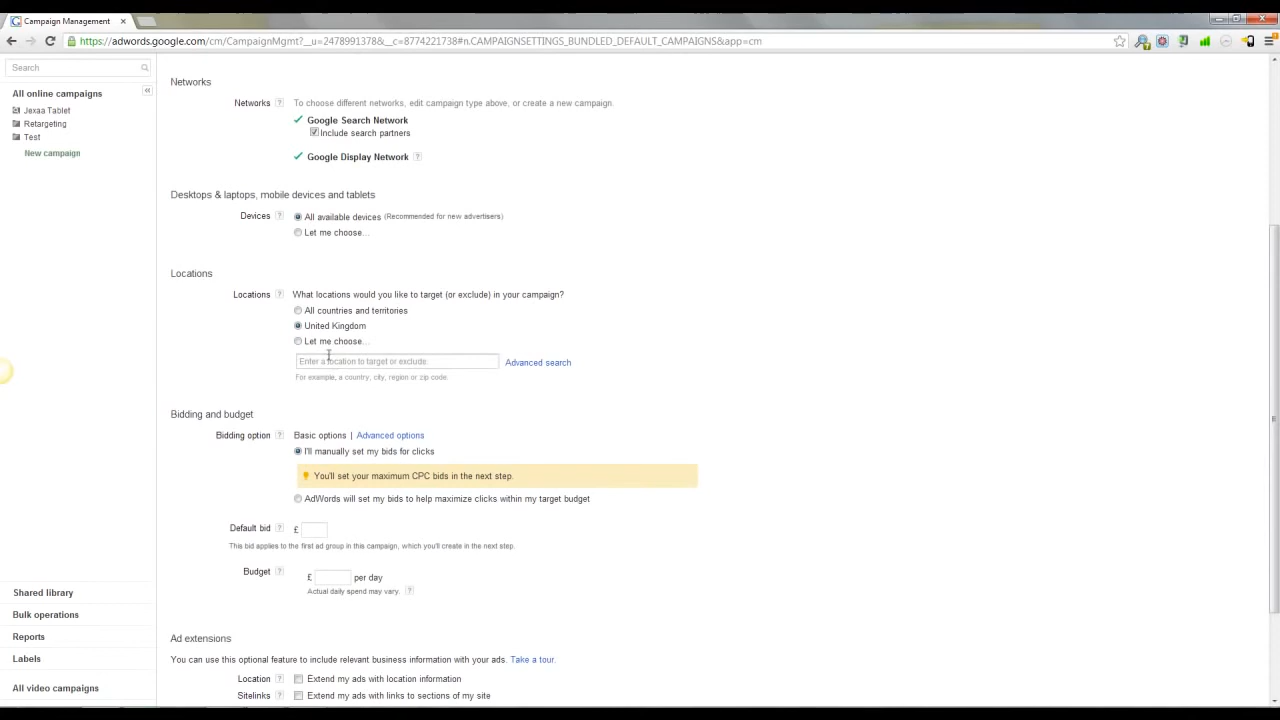 Campaign Management
https://adwords.google.com/cm/CampaignMgmt?__u=2478991378&__c=8774221738#n.CAMPAIGNSETTINGS_BUNDLED_DEFAULT_CAMPAIGNS&app=cm
Search
All online campaigns
Jexaa Tablet
Retargeting
Test
New campaign
Networks
Networks ? To choose different networks, edit campaign type above, or create a new campaign.
Google Search Network
Include search partners
Google Display Network ?
Desktops & laptops, mobile devices and tablets
Devices ? All available devices (Recommended for new advertisers)
Let me choose...
Locations
Locations ? What locations would you like to target (or exclude) in your campaign?
All countries and territories
United Kingdom
Let me choose...
Enter a location to target or exclude. Advanced search
For example, a country, city, region or zip code.
Bidding and budget
Bidding option ? Basic options | Advanced options
I'll manually set my bids for clicks
You'll set your maximum CPC bids in the next step.
AdWords will set my bids to help maximize clicks within my target budget
Default bid ? £
This bid applies to the first ad group in this campaign, which you'll create in the next step.
Budget ? £ per day
Actual daily spend may vary. ?
Ad extensions
You can use this optional feature to include relevant business information with your ads. Take a tour.
Location ? Extend my ads with location information
Sitelinks ? Extend my ads with links to sections of my site
Shared library
Bulk operations
Reports
Labels
All video campaigns